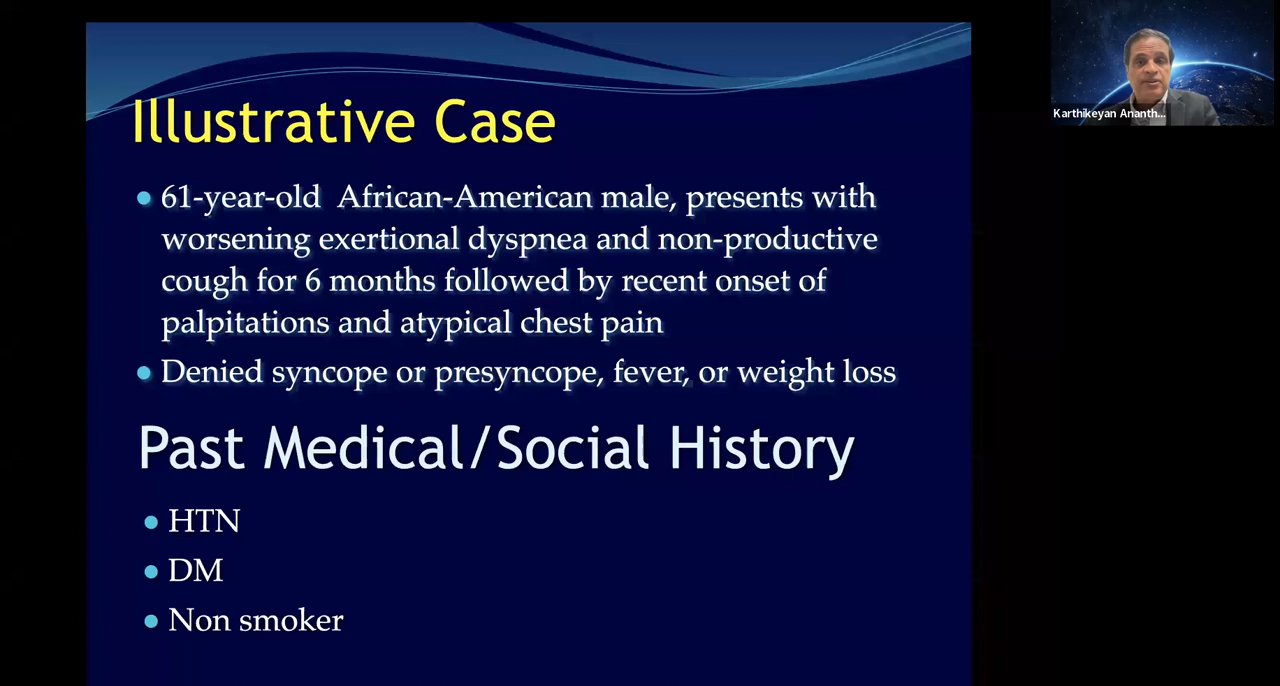 Illustrative Case
• 61-year-old African-American male, presents with
worsening exertional dyspnea and non-productive
cough for 6 months followed by recent onset of
palpitations and atypical chest pain
• Denied syncope or presyncope, fever, or weight loss
Past Medical/Social History
• HTN
• DM
• Non smoker
Karthikeyan Ananth...